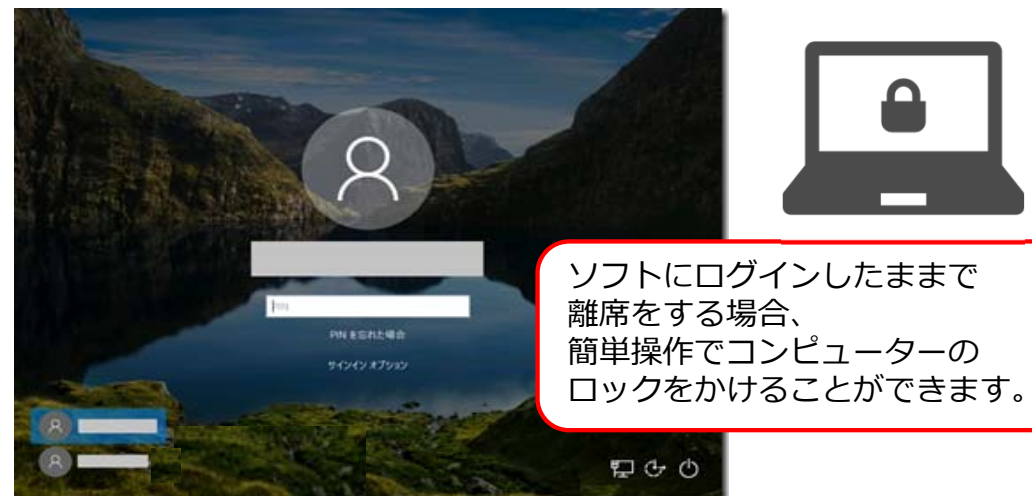 PIN
PIN を忘れた場合
サインイン オプション
ソフトにログインしたままで
離席をする場合、
簡単操作でコンピューターの
ロックをかけることができます。